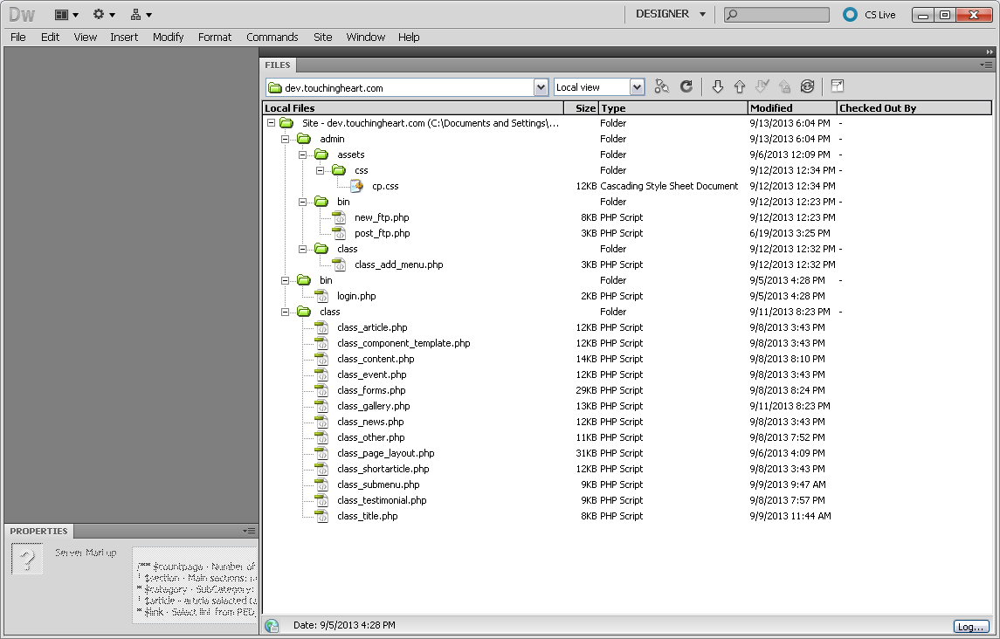 Dw DESIGNER CS Live
File Edit View Insert Modify Format Commands Site Window Help
FILES
dev.touchingheart.com Local view
Local Files Size Type Modified Checked Out By
Site - dev.touchingheart.com (C:\Documents and Settings\... Folder 9/13/2013 6:04 PM -
admin Folder 9/13/2013 6:04 PM -
assets Folder 9/6/2013 12:09 PM -
css Folder 9/12/2013 12:34 PM -
cp.css 12KB Cascading Style Sheet Document 9/12/2013 12:34 PM
bin Folder 9/12/2013 12:23 PM -
new_ftp.php 8KB PHP Script 9/12/2013 12:23 PM
post_ftp.php 3KB PHP Script 6/19/2013 3:25 PM
class Folder 9/12/2013 12:32 PM -
class_add_menu.php 3KB PHP Script 9/12/2013 12:32 PM
bin Folder 9/5/2013 4:28 PM -
login.php 2KB PHP Script 9/5/2013 4:28 PM
class Folder 9/11/2013 8:23 PM -
class_article.php 12KB PHP Script 9/8/2013 3:43 PM
class_component_template.php 12KB PHP Script 9/8/2013 3:43 PM
class_content.php 14KB PHP Script 9/8/2013 8:10 PM
class_event.php 12KB PHP Script 9/8/2013 3:43 PM
class_forms.php 29KB PHP Script 9/8/2013 8:24 PM
class_gallery.php 13KB PHP Script 9/11/2013 8:23 PM
class_news.php 12KB PHP Script 9/8/2013 3:43 PM
class_other.php 11KB PHP Script 9/8/2013 7:52 PM
class_page_layout.php 31KB PHP Script 9/6/2013 4:09 PM
class_shortarticle.php 12KB PHP Script 9/8/2013 3:43 PM
class_submenu.php 9KB PHP Script 9/9/2013 9:47 AM
class_testimonial.php 9KB PHP Script 9/8/2013 7:57 PM
class_title.php 8KB PHP Script 9/9/2013 11:44 AM
PROPERTIES
Server Markup
/** $countpage - Number of
* $section - Main sections:
* $category - SubCategory:
* $article - article selected
* $link - Select link from
Date: 9/5/2013 4:28 PM Log...